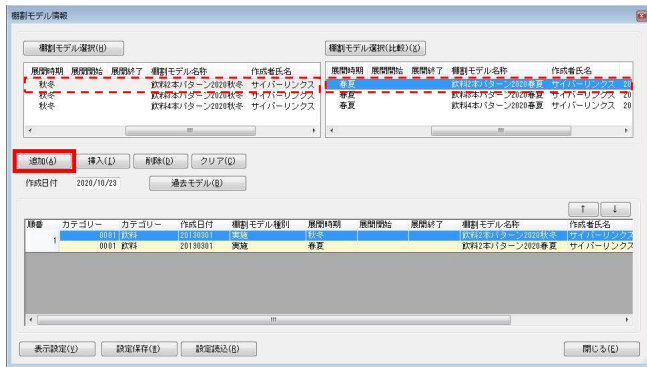 棚割モデル情報
棚割モデル選択(H) 棚割モデル選択(比較)(X)
展開時期 展開開始 展開終了 棚割モデル名称 作成者氏名 展開時期 展開開始 展開終了 棚割モデル名称 作成者氏名
秋冬 飲料2本パターン2020秋冬 サイバーリンクス 春夏 飲料2本パターン2020春夏 サイバーリンクス 20
秋冬 飲料3本パターン2020秋冬 サイバーリンクス 春夏 飲料3本パターン2020春夏 サイバーリンクス 20
秋冬 飲料4本パターン2020秋冬 サイバーリンクス 春夏 飲料4本パターン2020春夏 サイバーリンクス 20
追加(A) 挿入(I) 削除(D) クリア(C)
作成日付 2020/10/23 過去モデル(B)
↑ ↓
順番 カテゴリー カテゴリー 作成日付 棚割モデル種別 展開時期 展開開始 展開終了 棚割モデル名称 作成者氏名
1 0001 飲料 20130301 実施 秋冬 飲料2本パターン2020秋冬 サイバーリンクス
0001 飲料 20130301 実施 春夏 飲料2本パターン2020春夏 サイバーリンクス
表示設定(V) 設定保存(W) 設定読込(R) 閉じる(E)